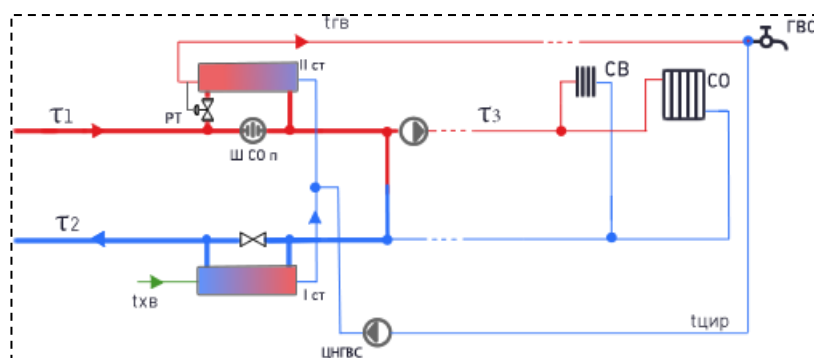 tгв
ГВС
II ст
СВ
СО
τ1
РТ
Ш СО п
τ3
τ2
tхв
I ст
tцир
ЦНГВС